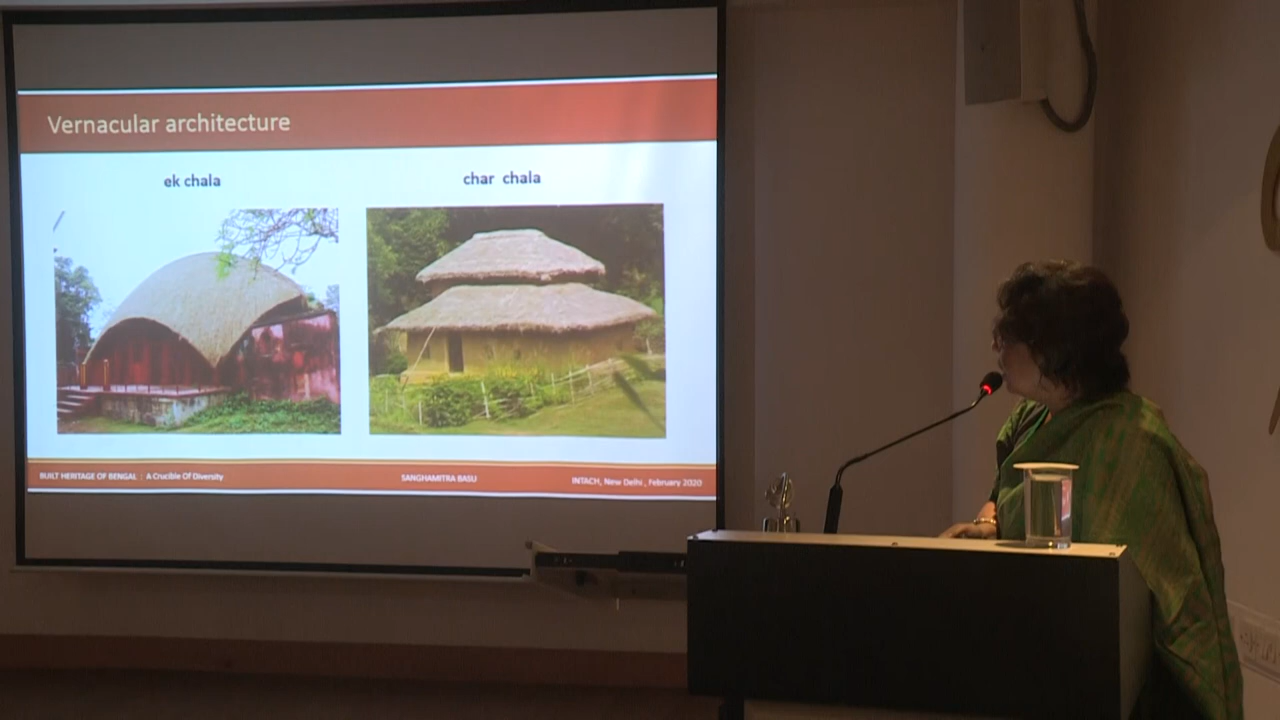 Vernacular architecture
ek chala
char chala
BUILT HERITAGE OF BENGAL : A Crucible Of Diversity
SANGHAMITRA BASU
INTACH, New Delhi , February 2020